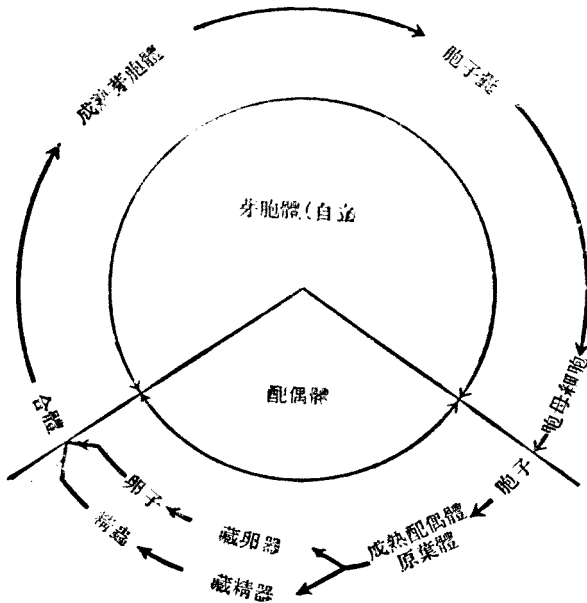 成熟芽胞體
胞子囊
芽胞體(自立
胞母細胞
配偶體
合體
胞子
卵子
成熟配偶體
原葉體
藏卵器
精蟲
藏精器